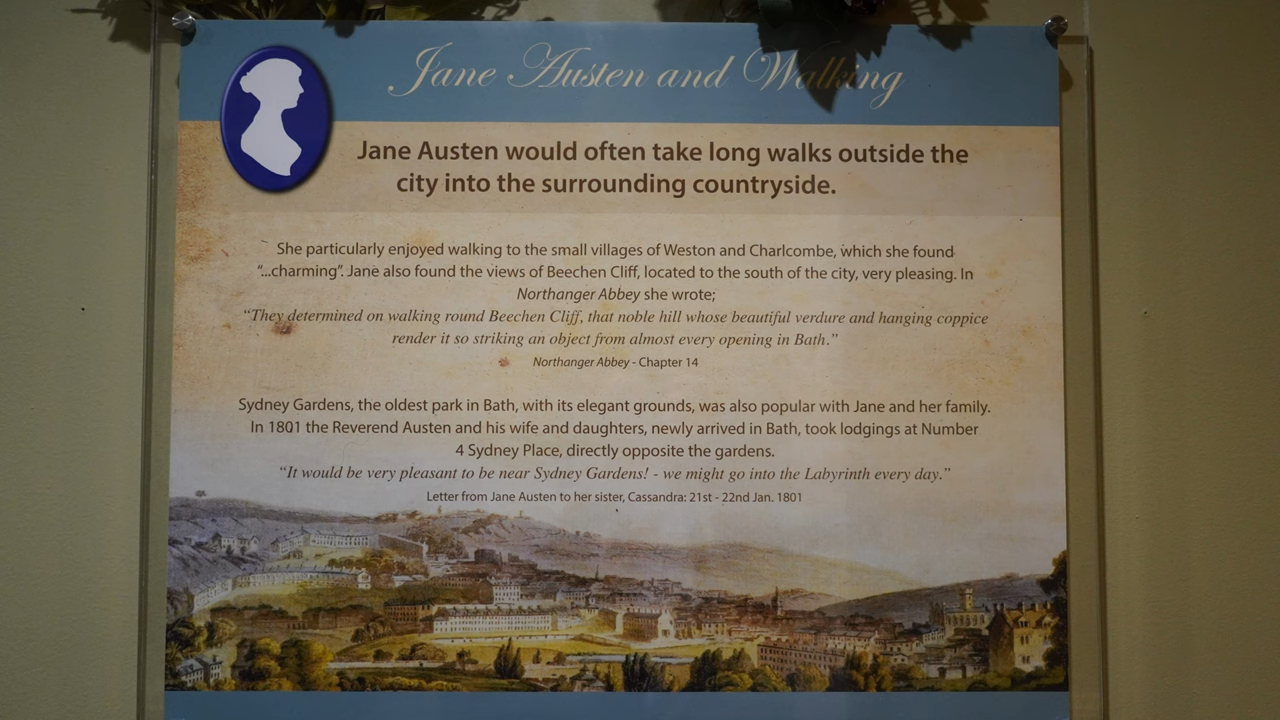 Jane Austen and Walking
Jane Austen would often take long walks outside the
city into the surrounding countryside.
She particularly enjoyed walking to the small villages of Weston and Charlcombe, which she found
“...charming”. Jane also found the views of Beechen Cliff, located to the south of the city, very pleasing. In
Northanger Abbey she wrote;
“They determined on walking round Beechen Cliff, that noble hill whose beautiful verdure and hanging coppice
render it so striking an object from almost every opening in Bath.”
Northanger Abbey - Chapter 14
Sydney Gardens, the oldest park in Bath, with its elegant grounds, was also popular with Jane and her family.
In 1801 the Reverend Austen and his wife and daughters, newly arrived in Bath, took lodgings at Number
4 Sydney Place, directly opposite the gardens.
“It would be very pleasant to be near Sydney Gardens! - we might go into the Labyrinth every day.”
Letter from Jane Austen to her sister, Cassandra: 21st - 22nd Jan. 1801